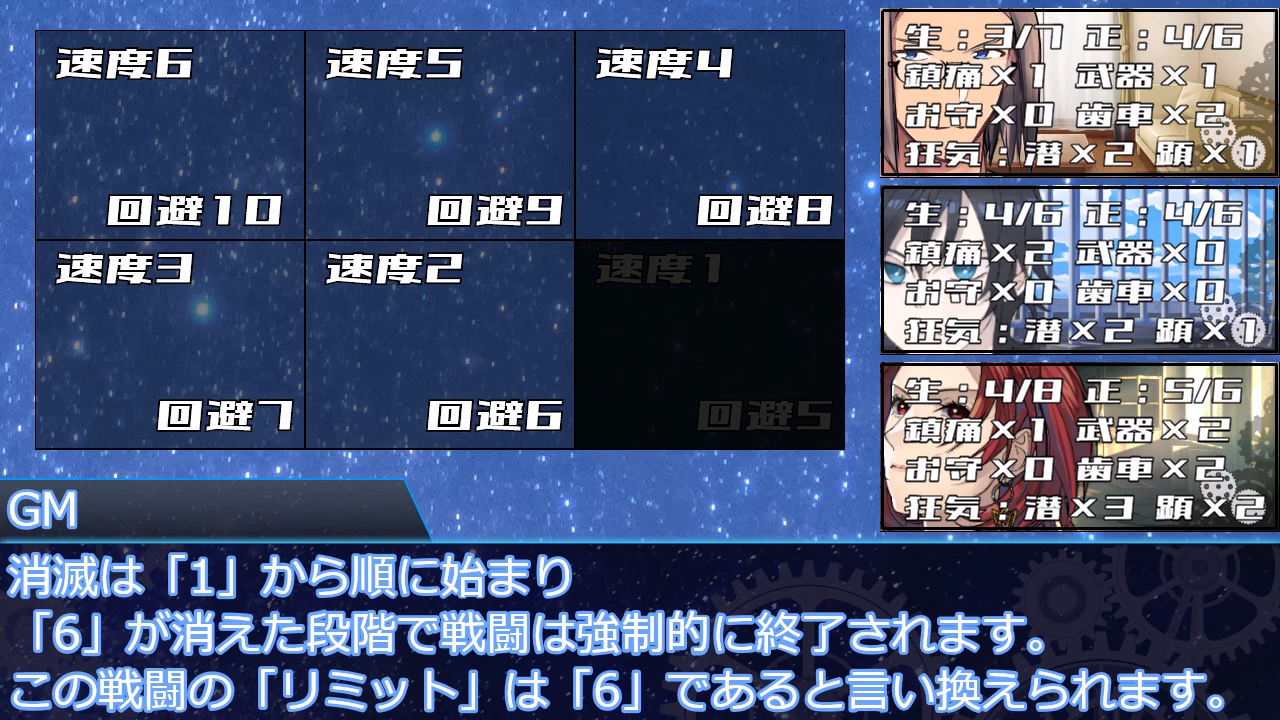 速度6 速度5 速度4
回避10 回避9 回避8
速度3 速度2 速度1
回避7 回避6 回避5
生:3/7 正:4/6
鎮痛×1 武器×1
お守×0 歯車×2
狂気:潜×2 顕×1
生:4/6 正:4/6
鎮痛×2 武器×0
お守×0 歯車×0
狂気:潜×2 顕×1
生:4/8 正:5/6
鎮痛×1 武器×2
お守×0 歯車×2
狂気:潜×3 顕×2
GM
消滅は「1」から順に始まり
「6」が消えた段階で戦闘は強制的に終了されます。
この戦闘の「リミット」は「6」であると言い換えられます。